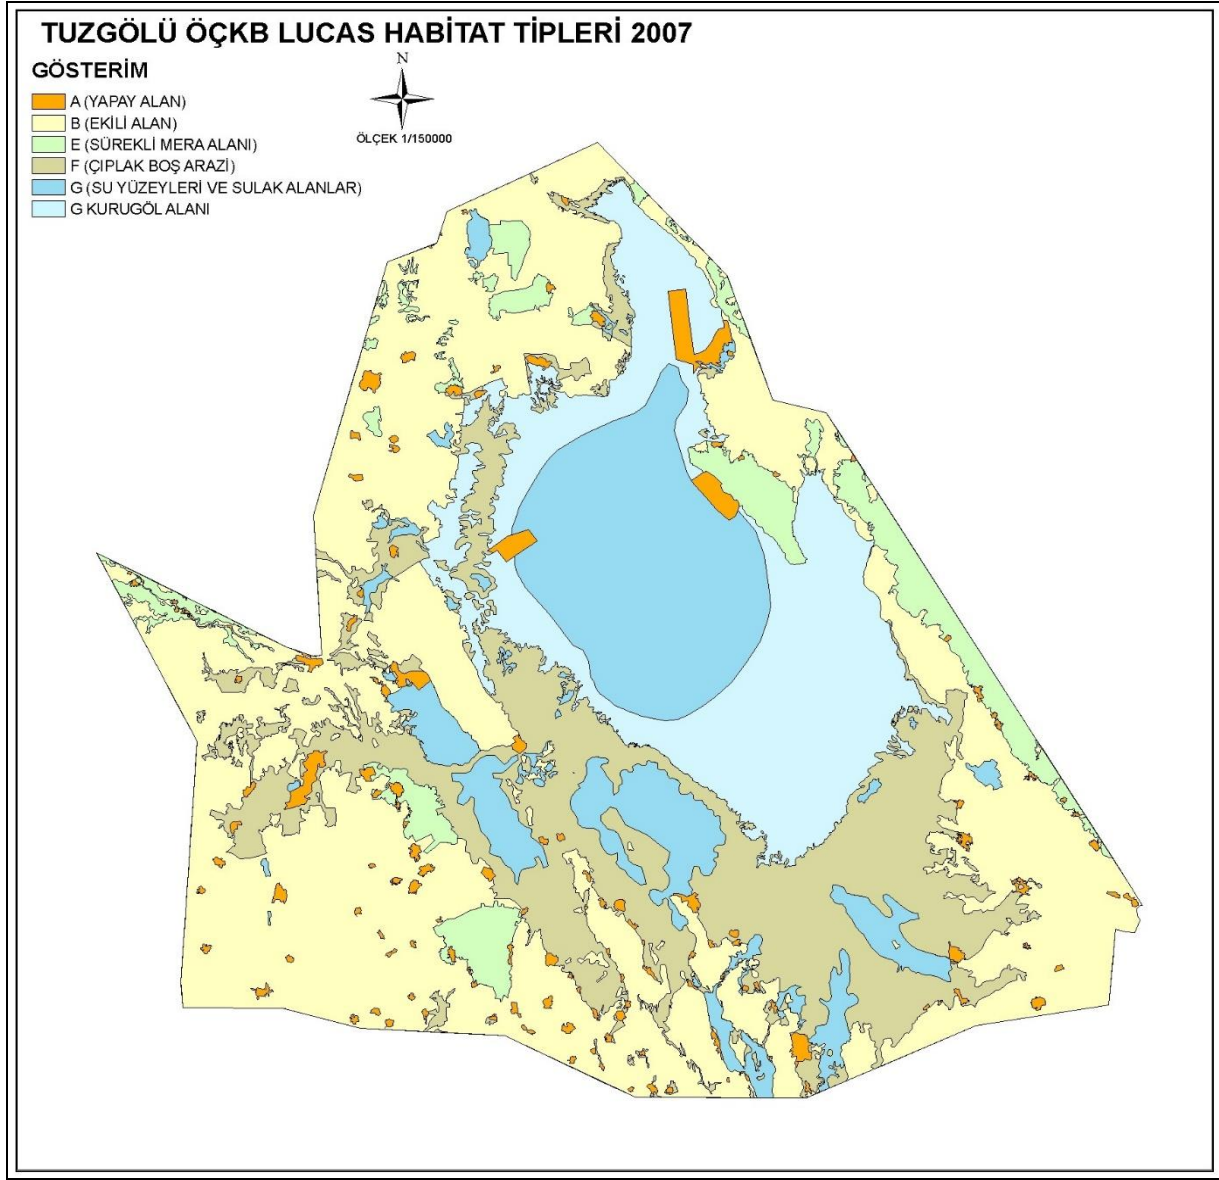 TUZGÖLÜ ÖÇKB LUCAS HABİTAT TİPLERİ 2007
GÖSTERİM
N
A (YAPAY ALAN)
B (EKİLİ ALAN)
E (SÜREKLİ MERA ALANI)
F (ÇIPLAK BOŞ ARAZİ)
G (SU YÜZEYLERİ VE SULAK ALANLAR)
G KURUGÖL ALANI
ÖLÇEK 1/150000